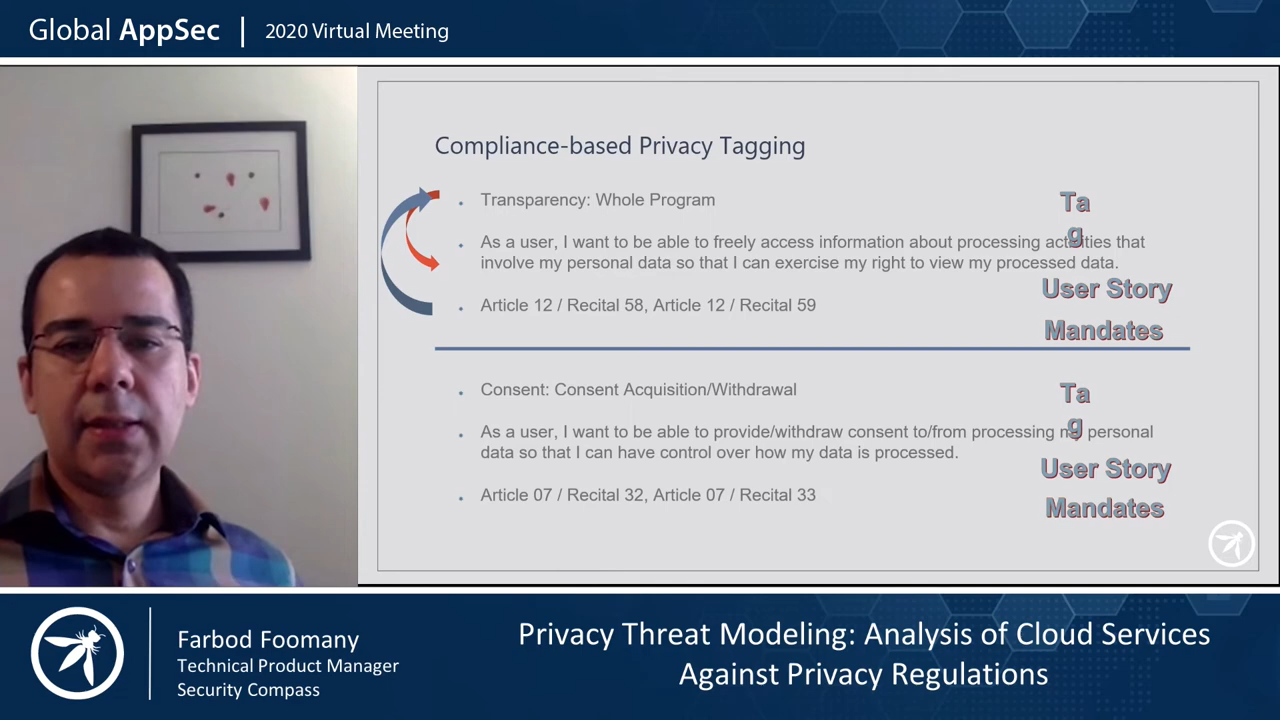 Global AppSec | 2020 Virtual Meeting
Compliance-based Privacy Tagging
• Transparency: Whole Program
Ta
g
• As a user, I want to be able to freely access information about processing activities that
involve my personal data so that I can exercise my right to view my processed data.
User Story
• Article 12 / Recital 58, Article 12 / Recital 59
Mandates
• Consent: Consent Acquisition/Withdrawal
Ta
g
• As a user, I want to be able to provide/withdraw consent to/from processing my personal
data so that I can have control over how my data is processed.
User Story
• Article 07 / Recital 32, Article 07 / Recital 33
Mandates
Farbod Foomany
Technical Product Manager
Security Compass
Privacy Threat Modeling: Analysis of Cloud Services
Against Privacy Regulations